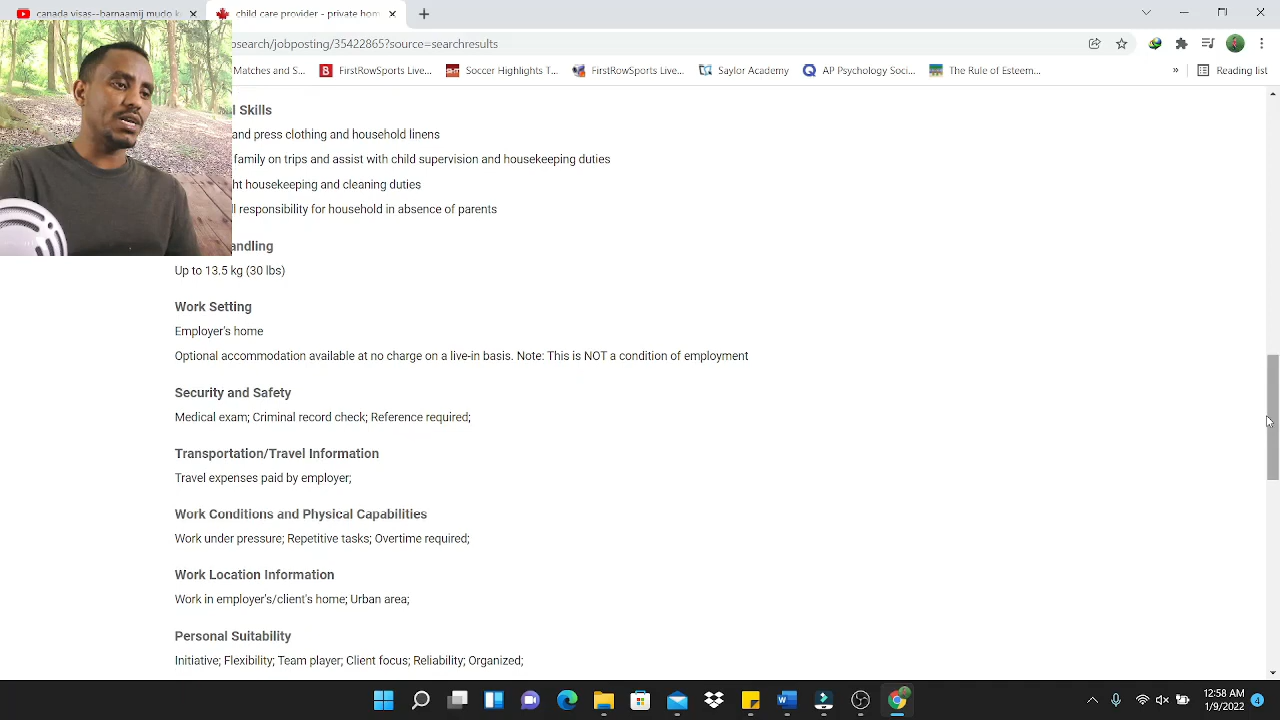 canada visas--barnamij mudo
osearch/jobposting/35422865?source=searchresults
Matches and S...
FirstRowSports Live...
SHT Soccer Highlights T...
FirstRowSports Live...
Saylor Academy
AP Psychology Soci...
The Rule of Esteem...
»
Reading list
l Skills
and press clothing and household linens
family on trips and assist with child supervision and housekeeping duties
ht housekeeping and cleaning duties
ll responsibility for household in absence of parents
andling
Up to 13.5 kg (30 lbs)
Work Setting
Employer's home
Optional accommodation available at no charge on a live-in basis. Note: This is NOT a condition of employment
Security and Safety
Medical exam; Criminal record check; Reference required;
Transportation/Travel Information
Travel expenses paid by employer;
Work Conditions and Physical Capabilities
Work under pressure; Repetitive tasks; Overtime required;
Work Location Information
Work in employer's/client's home; Urban area;
Personal Suitability
Initiative; Flexibility; Team player; Client focus; Reliability; Organized;
12:58 AM
1/9/2022
4